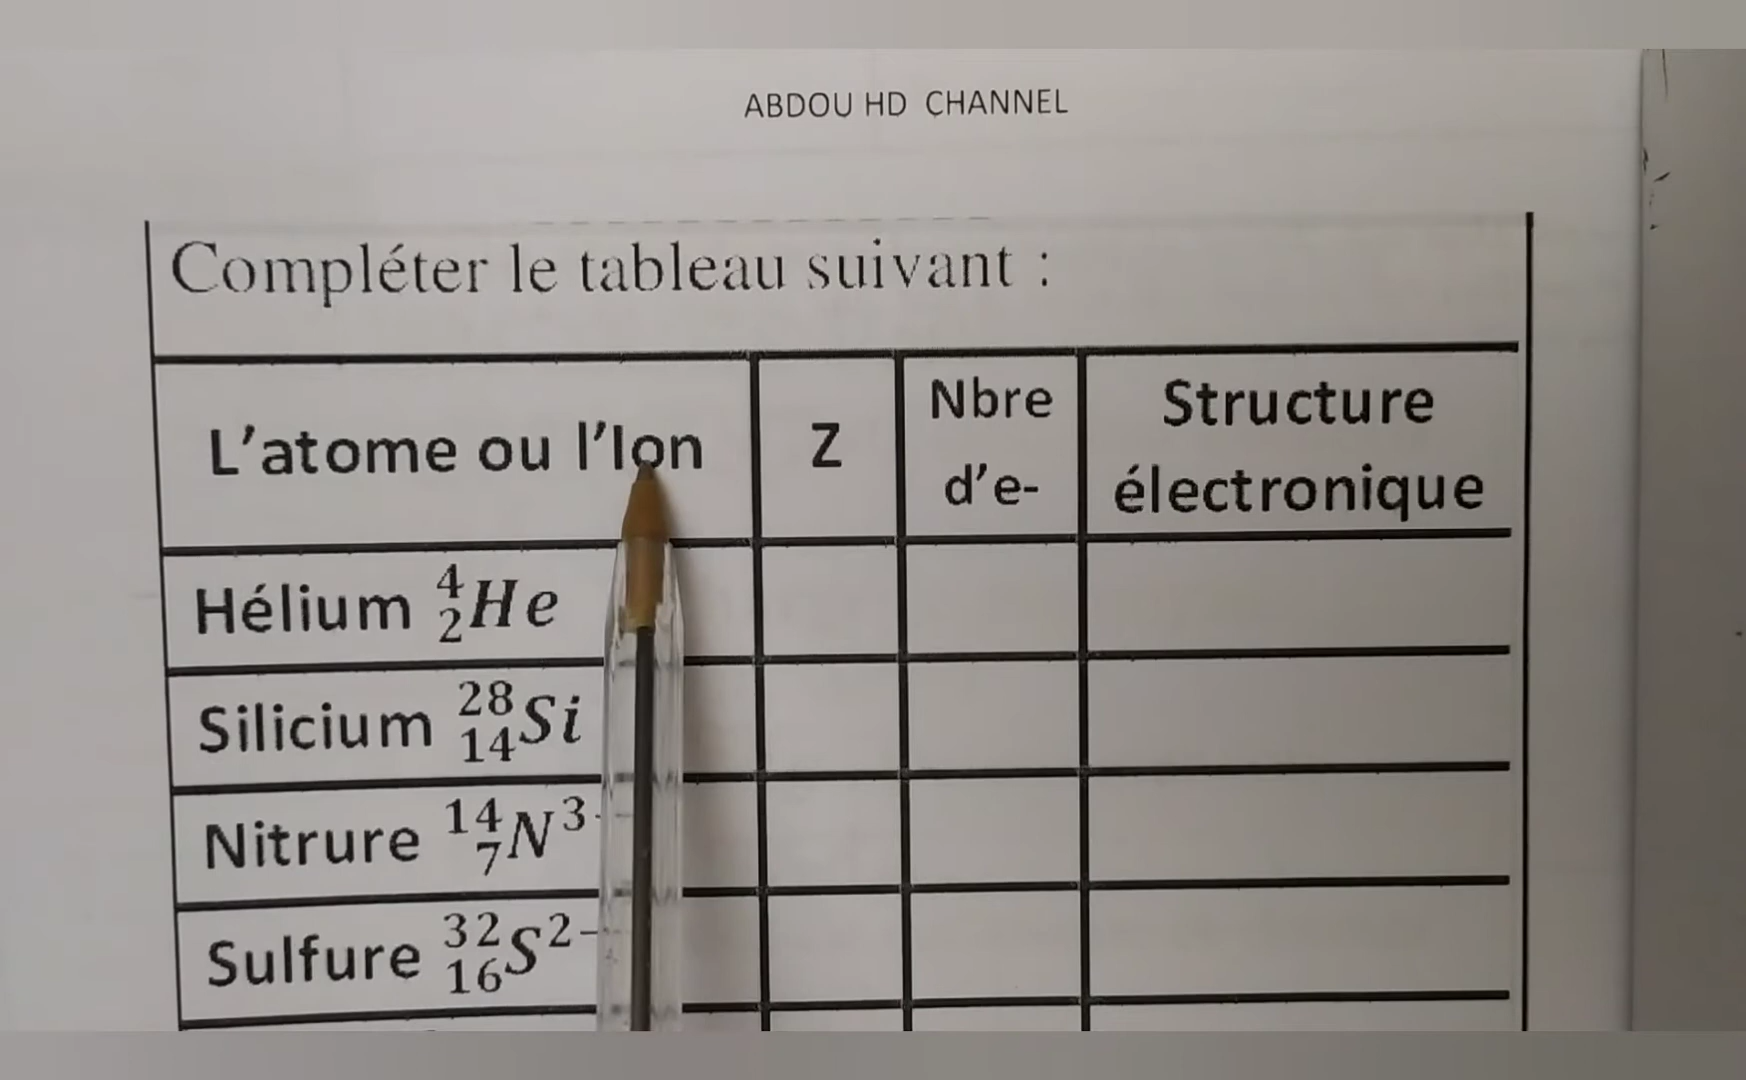 ABDOU HD CHANNEL
Compléter le tableau suivant :
L'atome ou l'Ion
Z
Nbre
d'e-
Structure
électronique
Hélium ⁴₂He
Silicium ²⁸₁₄Si
Nitrure ¹⁴₇N³⁻
Sulfure ³²₁₆S²⁻